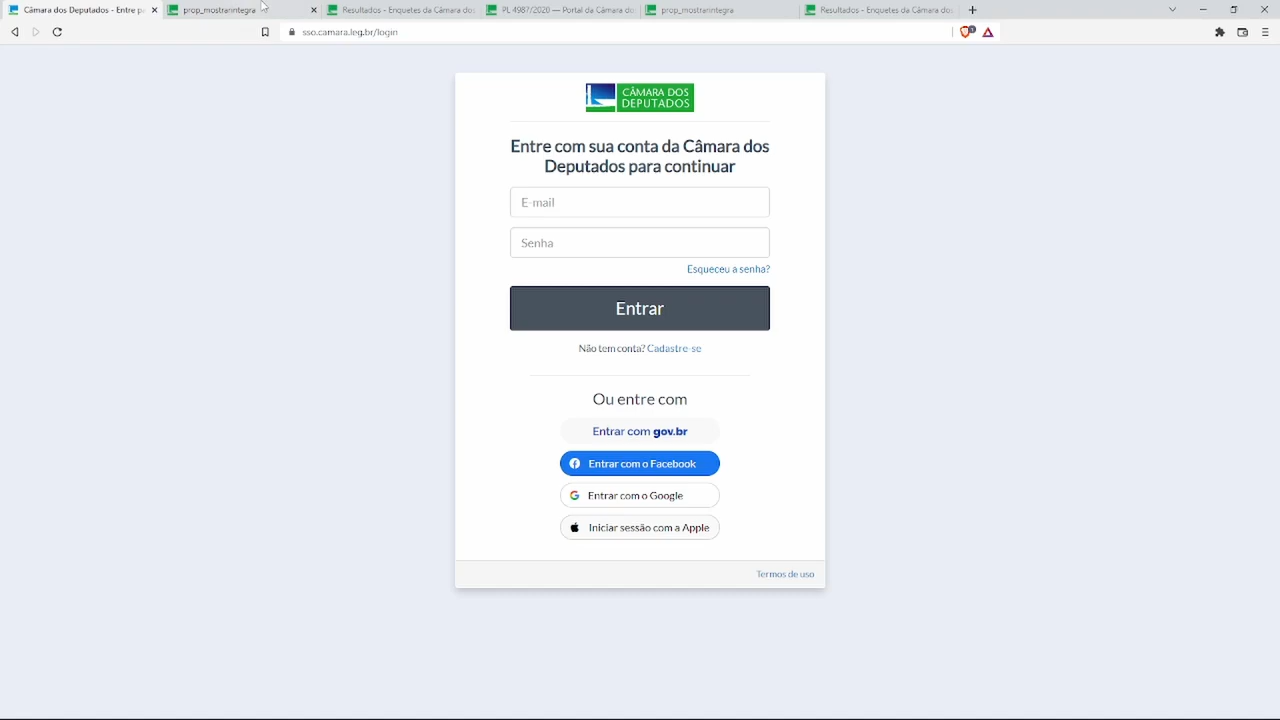 Câmara dos Deputados - Entre pa
prop_mostrarintegra
Resultados - Enquetes da Câmara dos
PL 4987/2020 — Portal da Câmara do
prop_mostrarintegra
Resultados - Enquetes da Câmara dos
sso.camara.leg.br/login
CÂMARA DOS
DEPUTADOS
Entre com sua conta da Câmara dos
Deputados para continuar
E-mail
Senha
Esqueceu a senha?
Entrar
Não tem conta? Cadastre-se
Ou entre com
Entrar com gov.br
Entrar com o Facebook
Entrar com o Google
Iniciar sessão com a Apple
Termos de uso